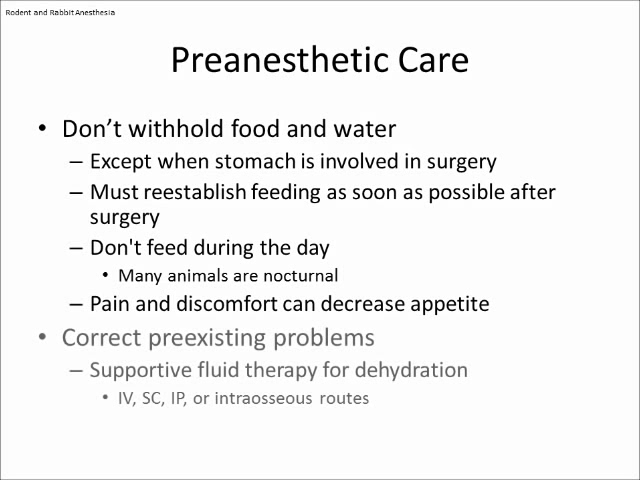 Rodent and Rabbit Anesthesia
Preanesthetic Care
• Don’t withhold food and water
– Except when stomach is involved in surgery
– Must reestablish feeding as soon as possible after
surgery
– Don't feed during the day
• Many animals are nocturnal
– Pain and discomfort can decrease appetite
• Correct preexisting problems
– Supportive fluid therapy for dehydration
• IV, SC, IP, or intraosseous routes